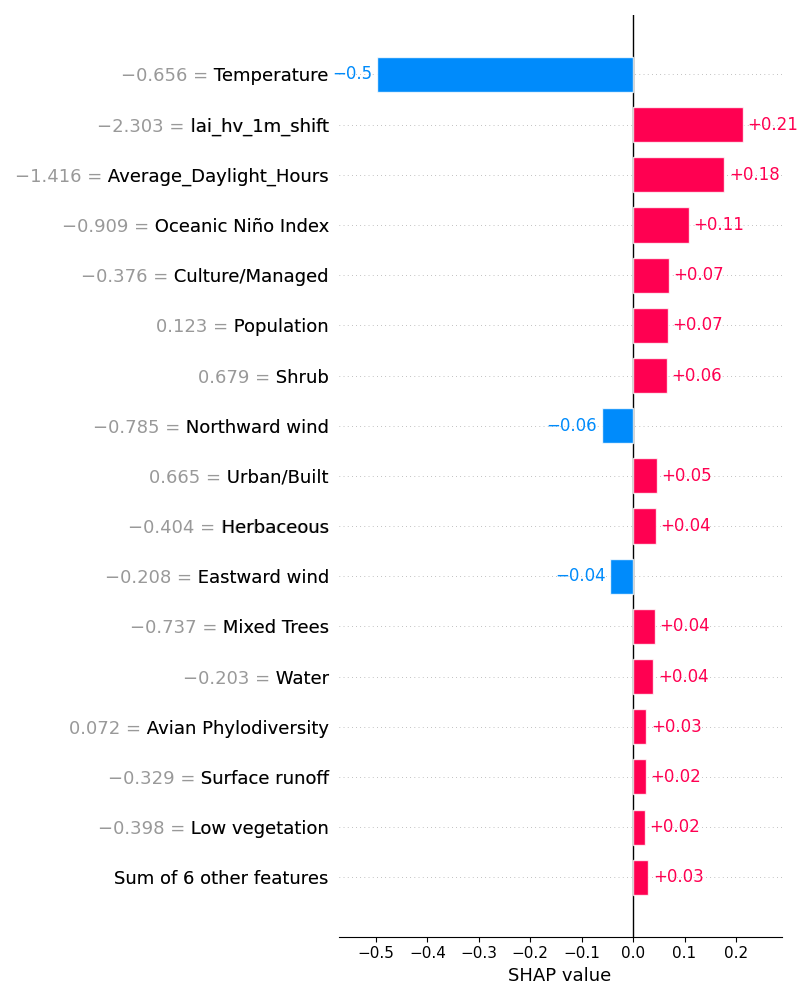 −0.656 = Temperature −0.5
−2.303 = lai_hv_1m_shift +0.21
−1.416 = Average_Daylight_Hours +0.18
−0.909 = Oceanic Niño Index +0.11
−0.376 = Culture/Managed +0.07
0.123 = Population +0.07
0.679 = Shrub +0.06
−0.785 = Northward wind −0.06
0.665 = Urban/Built +0.05
−0.404 = Herbaceous +0.04
−0.208 = Eastward wind −0.04
−0.737 = Mixed Trees +0.04
−0.203 = Water +0.04
0.072 = Avian Phylodiversity +0.03
−0.329 = Surface runoff +0.02
−0.398 = Low vegetation +0.02
Sum of 6 other features +0.03
−0.5 −0.4 −0.3 −0.2 −0.1 0.0 0.1 0.2
SHAP value